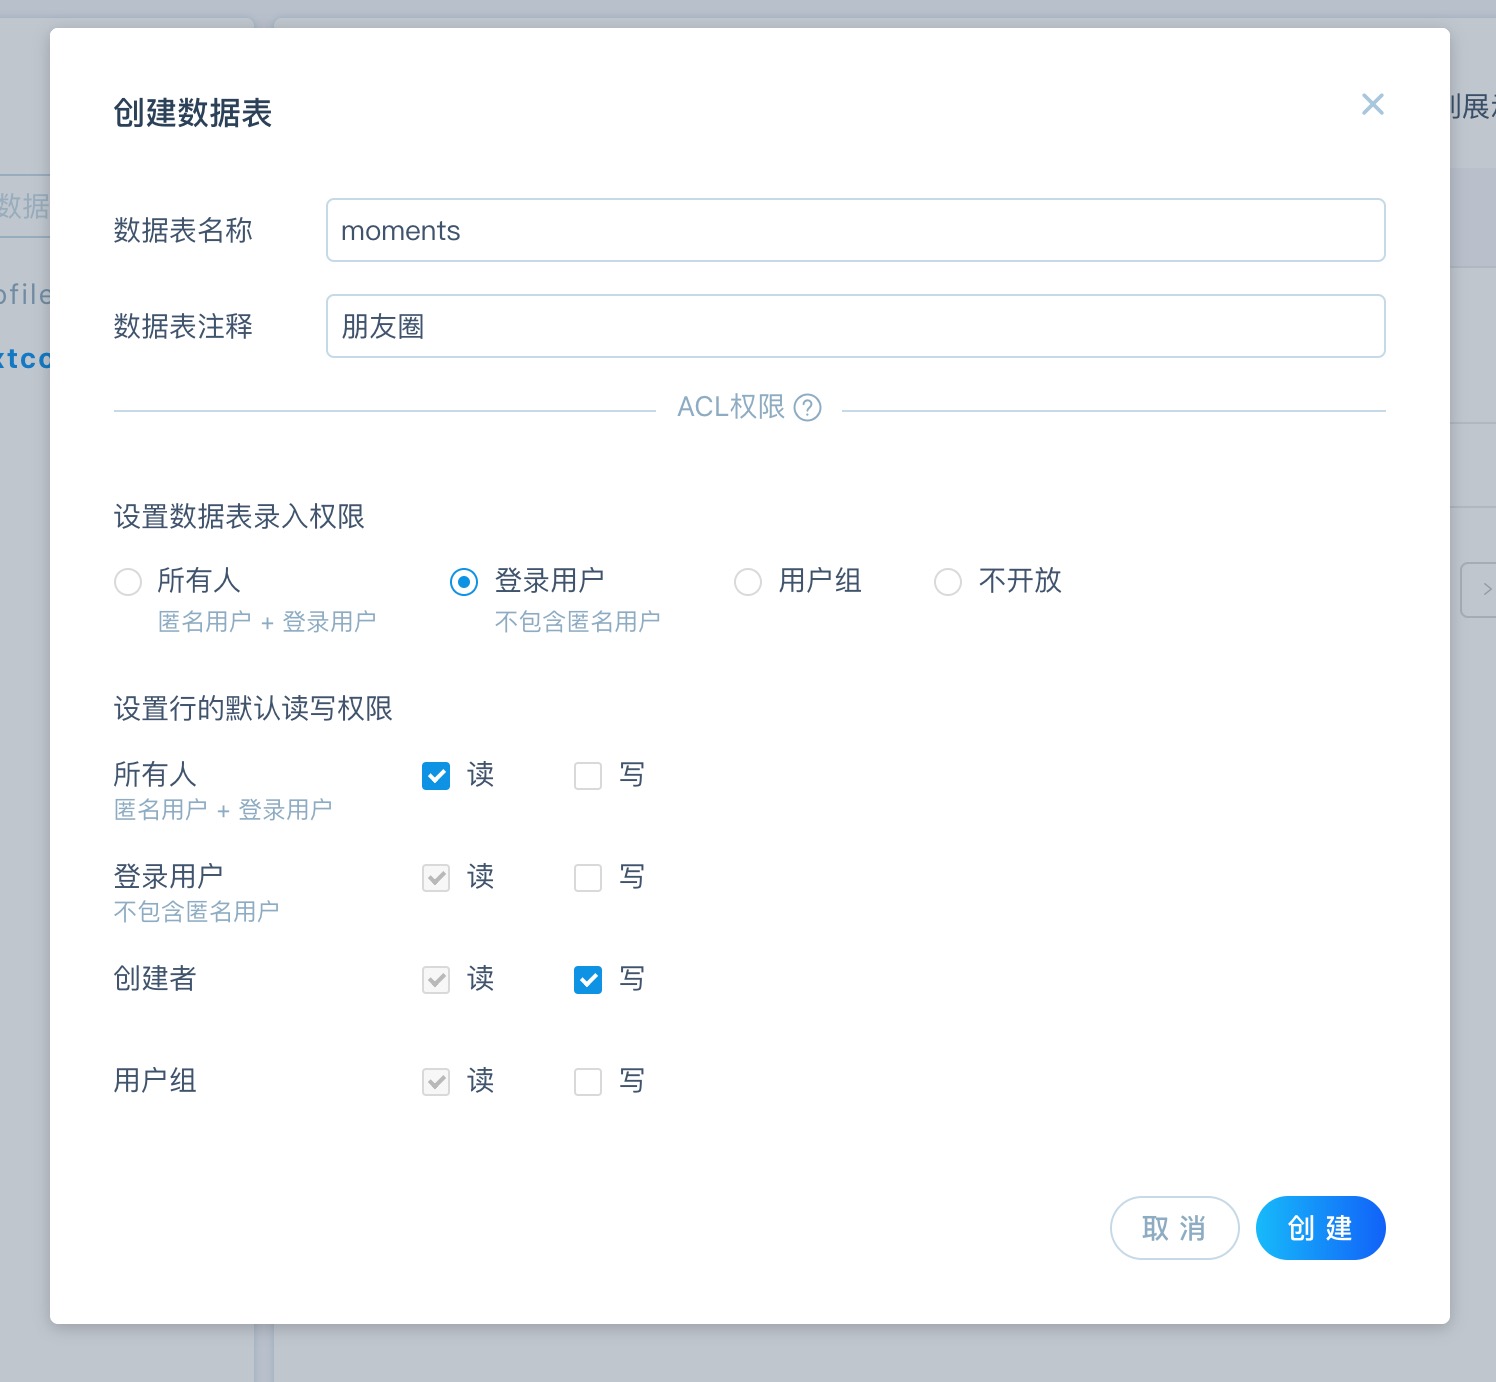 创建数据表
数据表名称
moments
数据表注释
朋友圈
ACL权限 ?
设置数据表录入权限
所有人
匿名用户 + 登录用户
登录用户
不包含匿名用户
用户组
不开放
设置行的默认读写权限
所有人 读 写
匿名用户 + 登录用户
登录用户 读 写
不包含匿名用户
创建者 读 写
用户组 读 写
取消 创建
数据
ofile